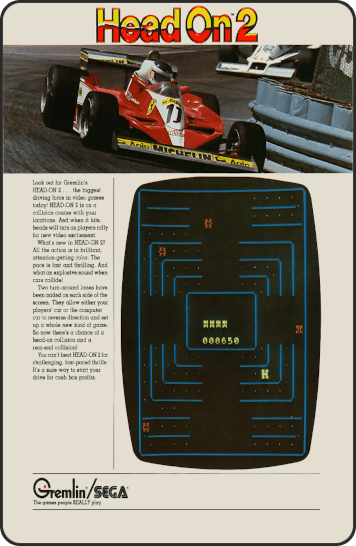 Head On 2
11
Agip MICHELIN Agip
Look out for Gremlin's
HEAD-ON 2 . . . the biggest
driving force in video games
today! HEAD-ON 2 is on a
collision course with your
locations. And when it hits,
heads will turn as players rally
for new video excitement.
What's new in HEAD-ON 2?
All the action is in brilliant,
attention-getting color. The
pace is fast and thrilling. And
what an explosive sound when
cars collide!
Two turn-around lanes have
been added on each side of the
screen. They allow either your
players' car or the computer
car to reverse direction and set
up a whole new kind of game.
So now there's a chance of a
head-on collision and a
rear-end collision!
You can't beat HEAD-ON 2 for
challenging, fast paced thrills.
It's a sure way to start your
drive for cash box profits.
000650
Gremlin®/SEGA®
The games people REALLY play.